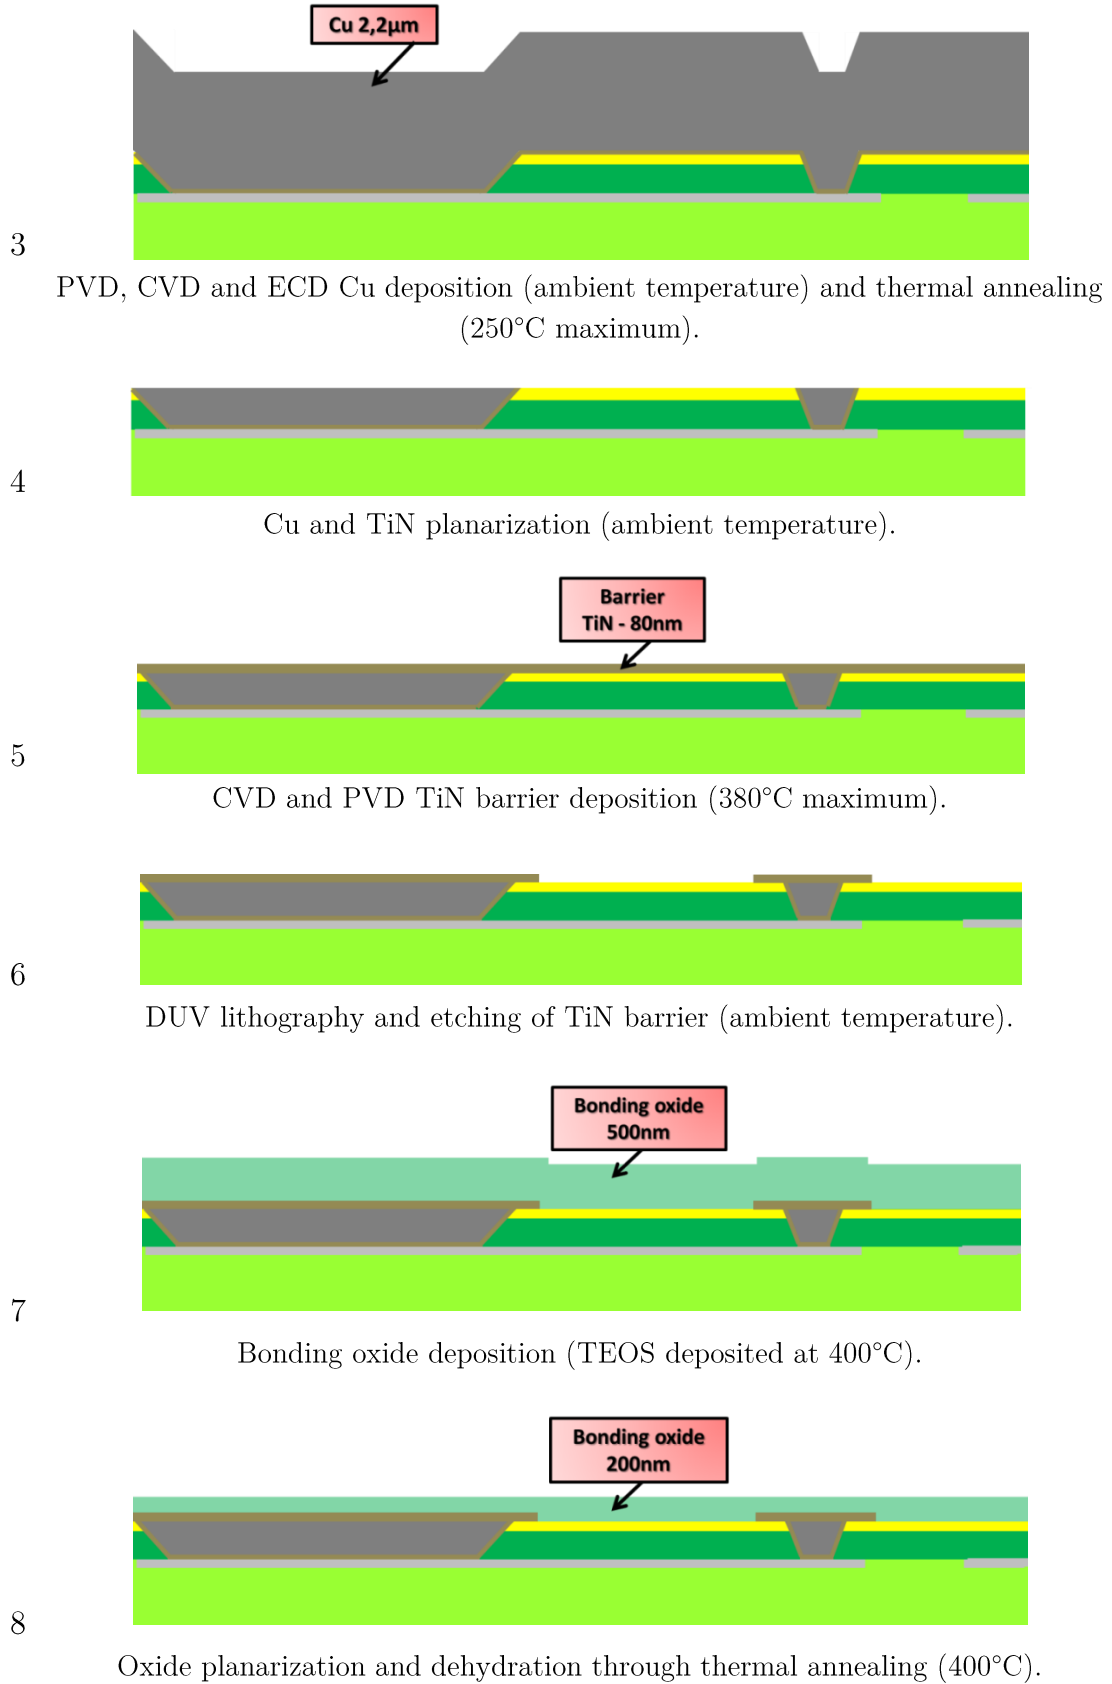 Cu 2,2µm
3
PVD, CVD and ECD Cu deposition (ambient temperature) and thermal annealing
(250°C maximum).
4
Cu and TiN planarization (ambient temperature).
Barrier
TiN - 80nm
5
CVD and PVD TiN barrier deposition (380°C maximum).
6
DUV lithography and etching of TiN barrier (ambient temperature).
Bonding oxide
500nm
7
Bonding oxide deposition (TEOS deposited at 400°C).
Bonding oxide
200nm
8
Oxide planarization and dehydration through thermal annealing (400°C).